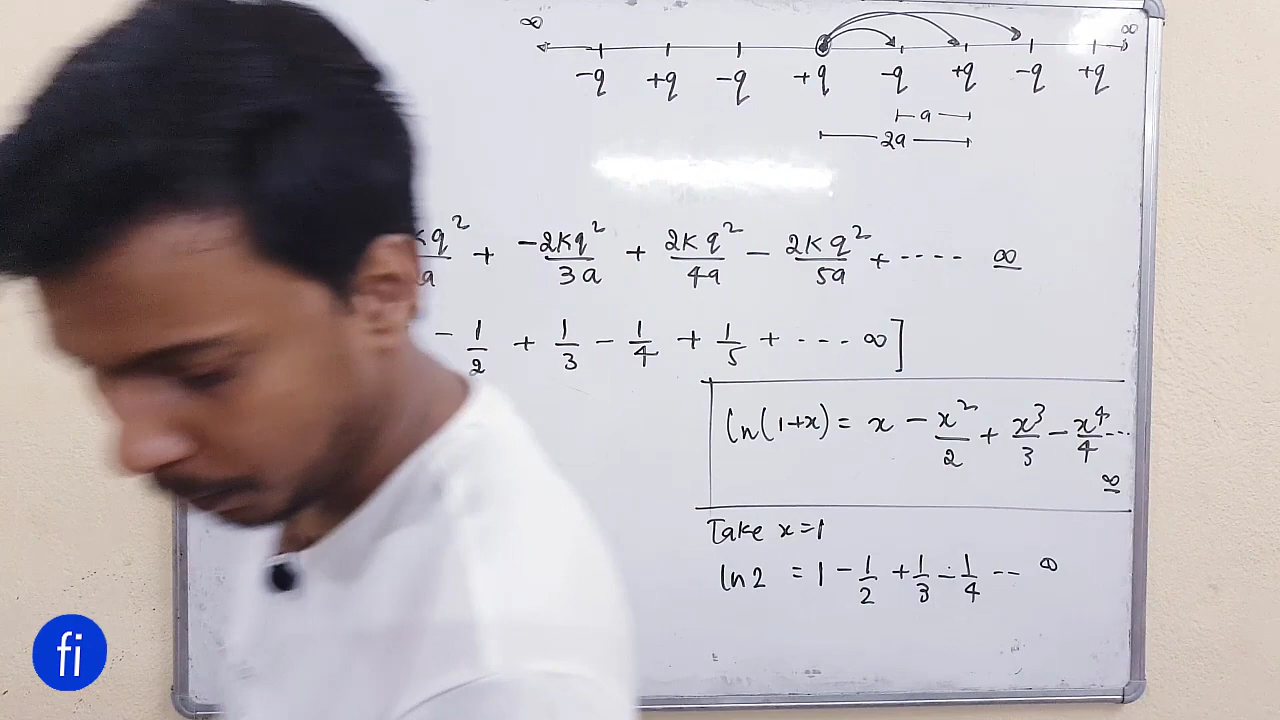 ∞ ∞
-q +q -q +q -q +q -q +q
a
2a
q² + -2kq²/3a + 2kq²/4a - 2kq²/5a + ---- ∞
- 1/2 + 1/3 - 1/4 + 1/5 + --- ∞]
ln(1+x) = x - x²/2 + x³/3 - x⁴/4 ---
∞
Take x=1
ln2 = 1 - 1/2 + 1/3 - 1/4 -- ∞
fi